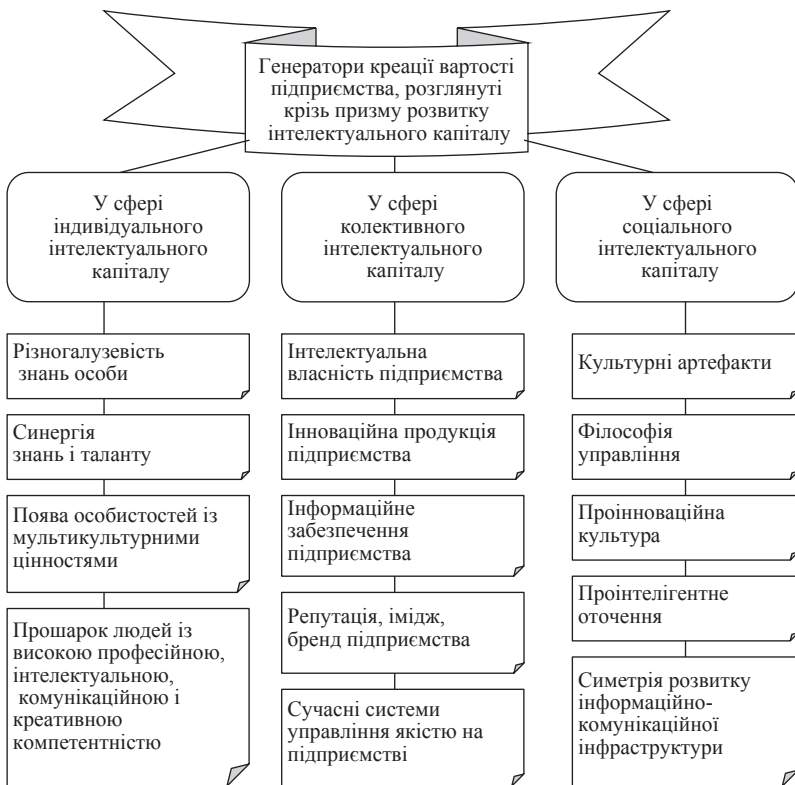 Генератори креації вартості
підприємства, розглянуті
крізь призму розвитку
інтелектуального капіталу
У сфері
індивідуального
інтелектуального
капіталу
Різногалузевість
знань особи
Синергія
знань і таланту
Поява особистостей із
мультикультурними
цінностями
Прошарок людей із
високою професійною,
інтелектуальною,
комунікаційною і
креативною
компетентністю
У сфері
колективного
інтелектуального
капіталу
Інтелектуальна
власність підприємства
Інноваційна продукція
підприємства
Інформаційне
забезпечення
підприємства
Репутація, імідж,
бренд підприємства
Сучасні системи
управління якістю на
підприємстві
У сфері
соціального
інтелектуального
капіталу
Культурні артефакти
Філософія
управління
Проінноваційна
культура
Проінтелігентне
оточення
Симетрія розвитку
інформаційно-
комунікаційної
інфраструктури